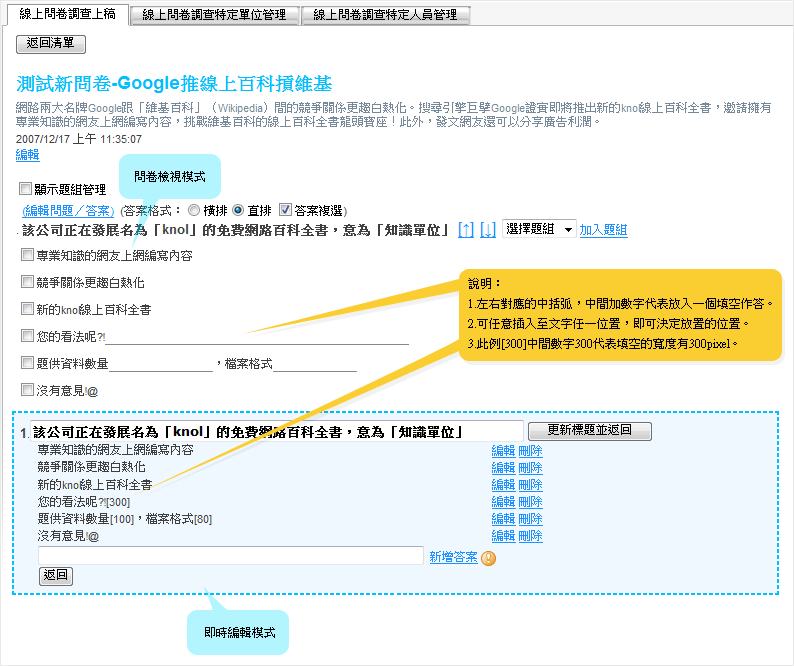 線上問卷調查上稿 線上問卷調查特定單位管理 線上問卷調查特定人員管理
返回清單
測試新問卷-Google推線上百科摃維基
網路兩大名牌Google跟「維基百科」（Wikipedia）間的競爭關係更趨白熱化。搜尋引擎巨擘Google證實即將推出新的knol線上百科全書，邀請擁有
專業知識的網友上網編寫內容，挑戰維基百科的線上百科全書龍頭寶座！此外，發文網友還可以分享廣告利潤。
2007/12/17 上午 11:35:07
編輯
問卷檢視模式
顯示題組管理
(編輯問題／答案) (答案格式： 橫排 直排 答案複選)
該公司正在發展名為「knol」的免費網路百科全書，意為「知識單位」 [↑] [↓] 選擇題組 加入題組
專業知識的網友上網編寫內容
競爭關係更趨白熱化
新的knol線上百科全書
您的看法呢?!
題供資料數量 ，檔案格式
沒有意見!@
說明：
1.左右對應的中括弧，中間加數字代表放入一個填空作答。
2.可任意插入至文字任一位置，即可決定放置的位置。
3.此例[300]中間數字300代表填空的寬度有300pixel。
1. 該公司正在發展名為「knol」的免費網路百科全書，意為「知識單位」 更新標題並返回
專業知識的網友上網編寫內容 編輯 刪除
競爭關係更趨白熱化 編輯 刪除
新的knol線上百科全書 編輯 刪除
您的看法呢?![300] 編輯 刪除
題供資料數量[100]，檔案格式[80] 編輯 刪除
沒有意見!@ 編輯 刪除
新增答案
返回
即時編輯模式